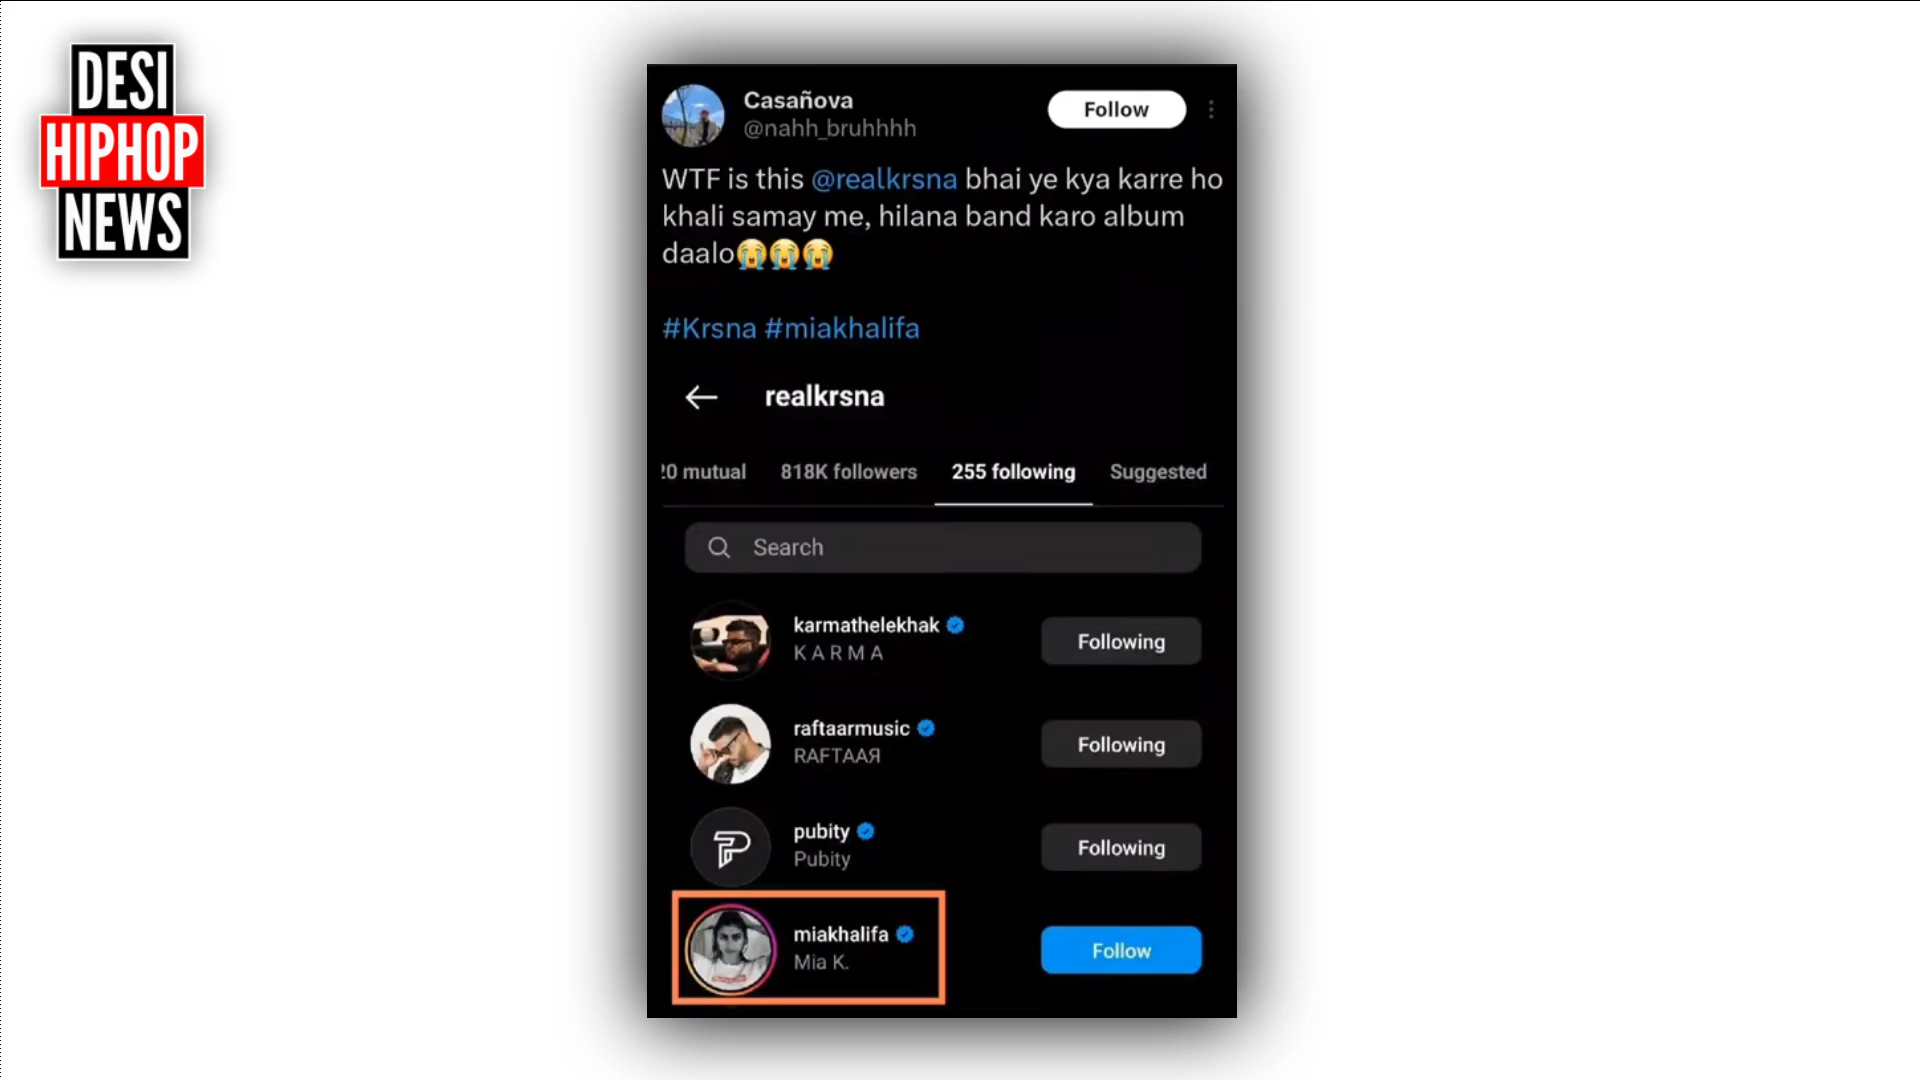 DESI
HIPHOP
NEWS
Casañova
@nahh_bruhhhh
Follow
WTF is this @realkrsna bhai ye kya karre ho
khali samay me, hilana band karo album
daalo😭😭😭
#Krsna #miakhalifa
realkrsna
20 mutual 818K followers 255 following Suggested
Search
karmathelekhak
K A R M A
Following
raftaarmusic
RAFTAAЯ
Following
pubity
Pubity
Following
miakhalifa
Mia K.
Follow